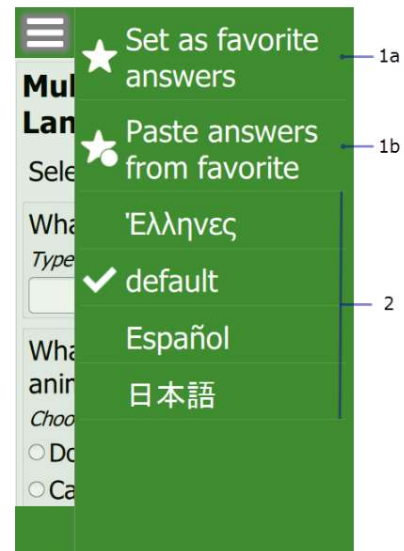 Set as favorite
answers
1a
Paste answers
from favorite
1b
Έλληνες
default
Español
日本語
2
Mul
Lan
Sele
Wha
Type
Wha
Choo
Do
Ca